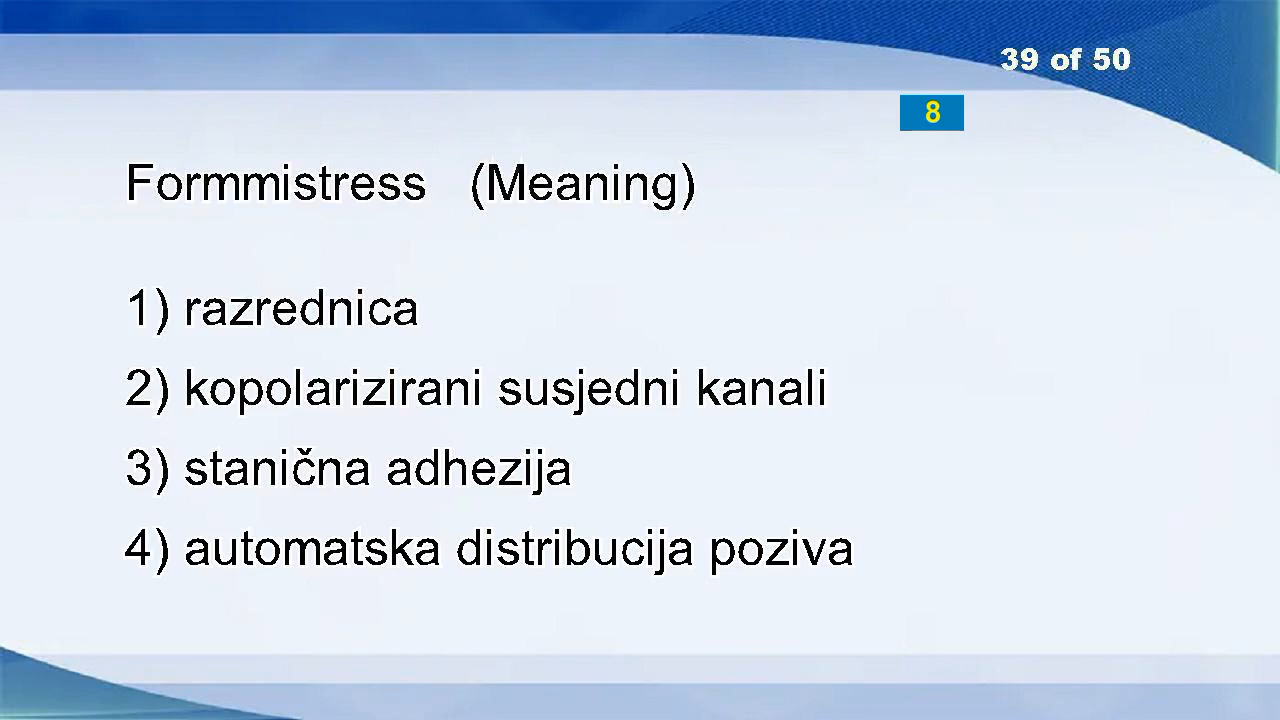 39 of 50
8
Formmistress (Meaning)
1) razrednica
2) kopolarizirani susjedni kanali
3) stanična adhezija
4) automatska distribucija poziva